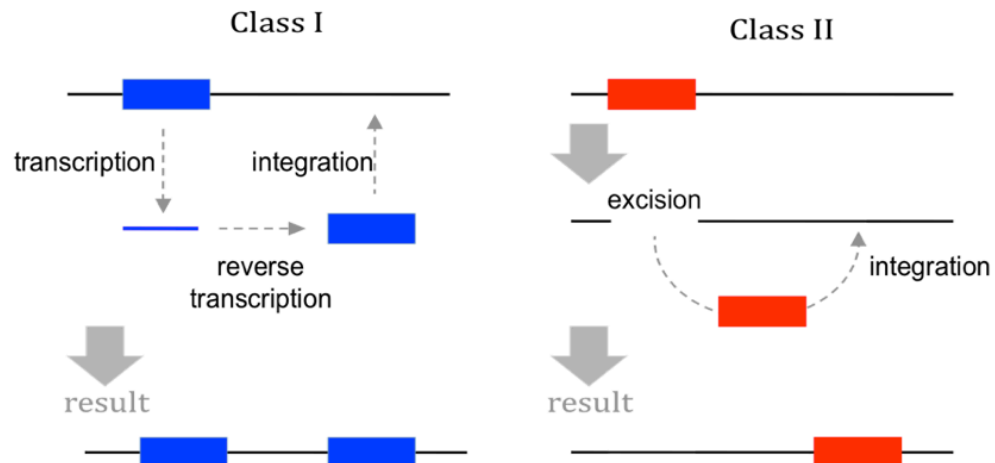 Class I
transcription
integration
reverse
transcription
result
Class II
excision
integration
result